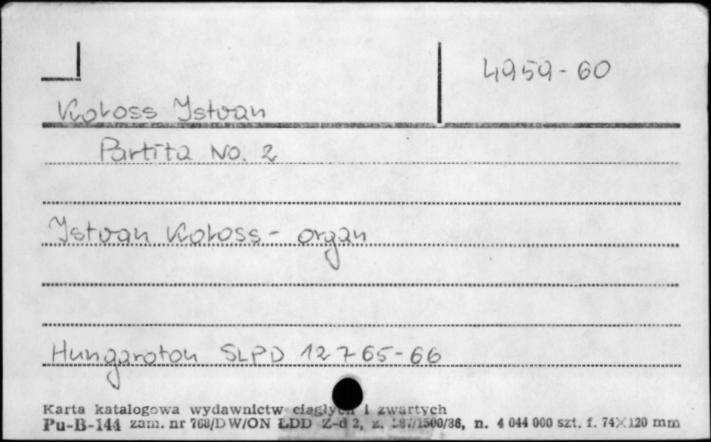 4959-60
Koloss Istvan
Partita No. 2
Istvan Koloss - organ
Hungaroton SLPD 12765-66
Karta katalogowa wydawnictw ciągłych i zwartych
Pu-B-144 zam. nr 768/DW/ON ŁDD Z-d 2, z. /1500/86, n. 4 044 000 szt. f. 74×120 mm